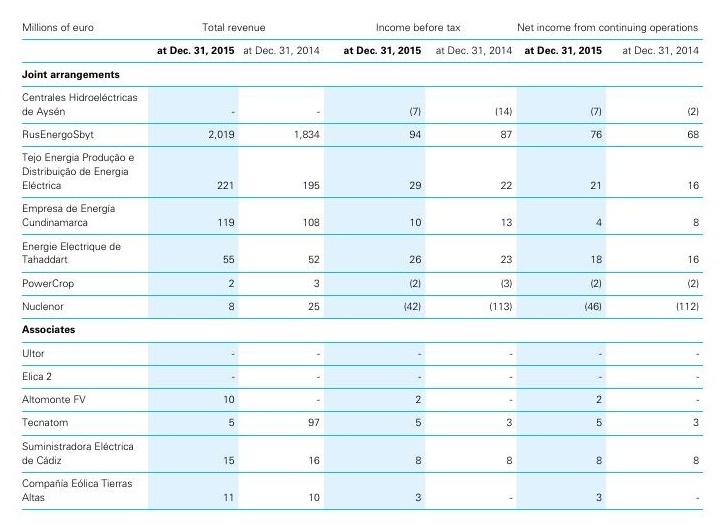 Millions of euro Total revenue Income before tax Net income from continuing operations
at Dec. 31, 2015 at Dec. 31, 2014 at Dec. 31, 2015 at Dec. 31, 2014 at Dec. 31, 2015 at Dec. 31, 2014
Joint arrangements
Centrales Hidroeléctricas
de Aysén - - (7) (14) (7) (2)
RusEnergoSbyt 2,019 1,834 94 87 76 68
Tejo Energia Produção e
Distribuição de Energia
Eléctrica 221 195 29 22 21 16
Empresa de Energía
Cundinamarca 119 108 10 13 4 8
Energie Electrique de
Tahaddart 55 52 26 23 18 16
PowerCrop 2 3 (2) (3) (2) (2)
Nuclenor 8 25 (42) (113) (46) (112)
Associates
Ultor - - - - - -
Elica 2 - - - - - -
Altomonte FV 10 - 2 - 2 -
Tecnatom 5 97 5 3 5 3
Suministradora Eléctrica
de Cádiz 15 16 8 8 8 8
Compañía Eólica Tierras
Altas 11 10 3 - 3 -